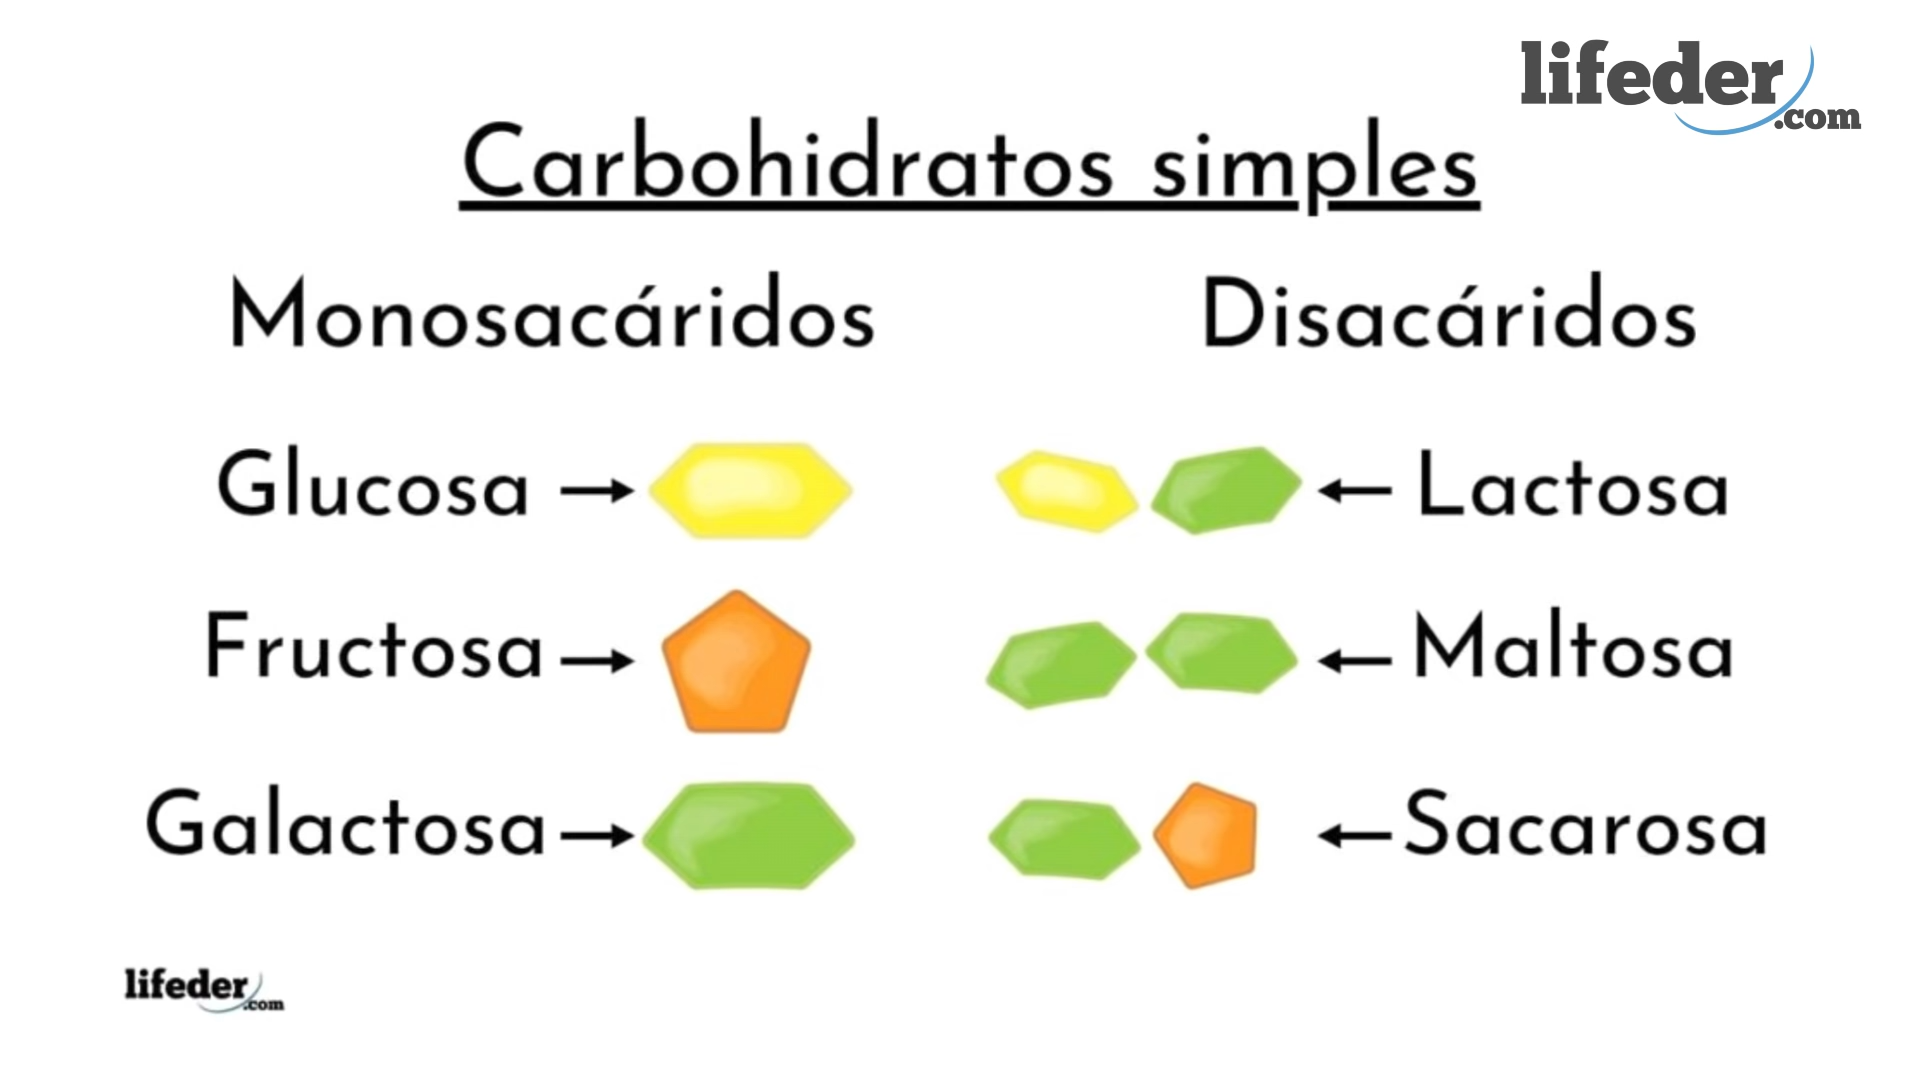 lifeder
.com
Carbohidratos simples
Monosacáridos
Disacáridos
Glucosa
Lactosa
Fructosa
Maltosa
Galactosa
Sacarosa
lifeder
.com